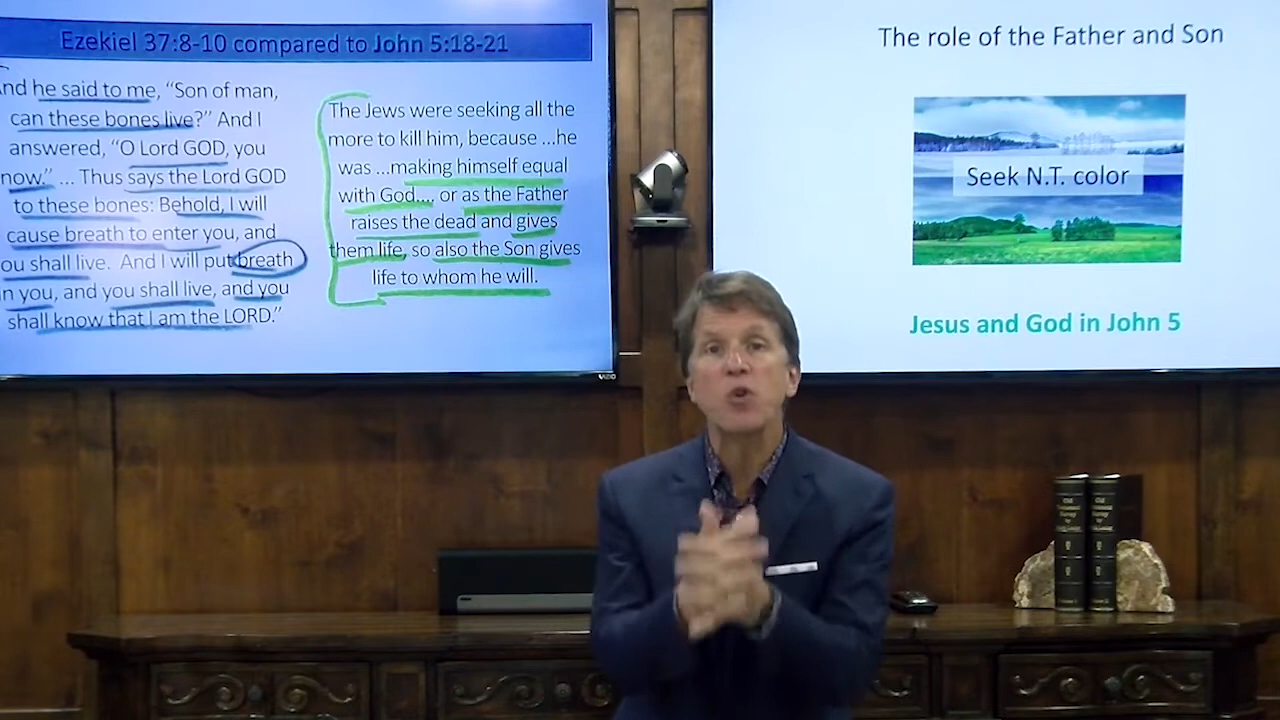 Ezekiel 37:8-10 compared to John 5:18-21
nd he said to me, "Son of man,
can these bones live?" And I
answered, "O Lord GOD, you
now." ... Thus says the Lord GOD
to these bones: Behold, I will
cause breath to enter you, and
ou shall live. And I will put breath
in you, and you shall live, and you
shall know that I am the LORD."
The Jews were seeking all the
more to kill him, because ...he
was ...making himself equal
with God...., or as the Father
raises the dead and gives
them life, so also the Son gives
life to whom he will.
VIZIO
The role of the Father and Son
Seek N.T. color
Jesus and God in John 5
Old
Testament
Survey